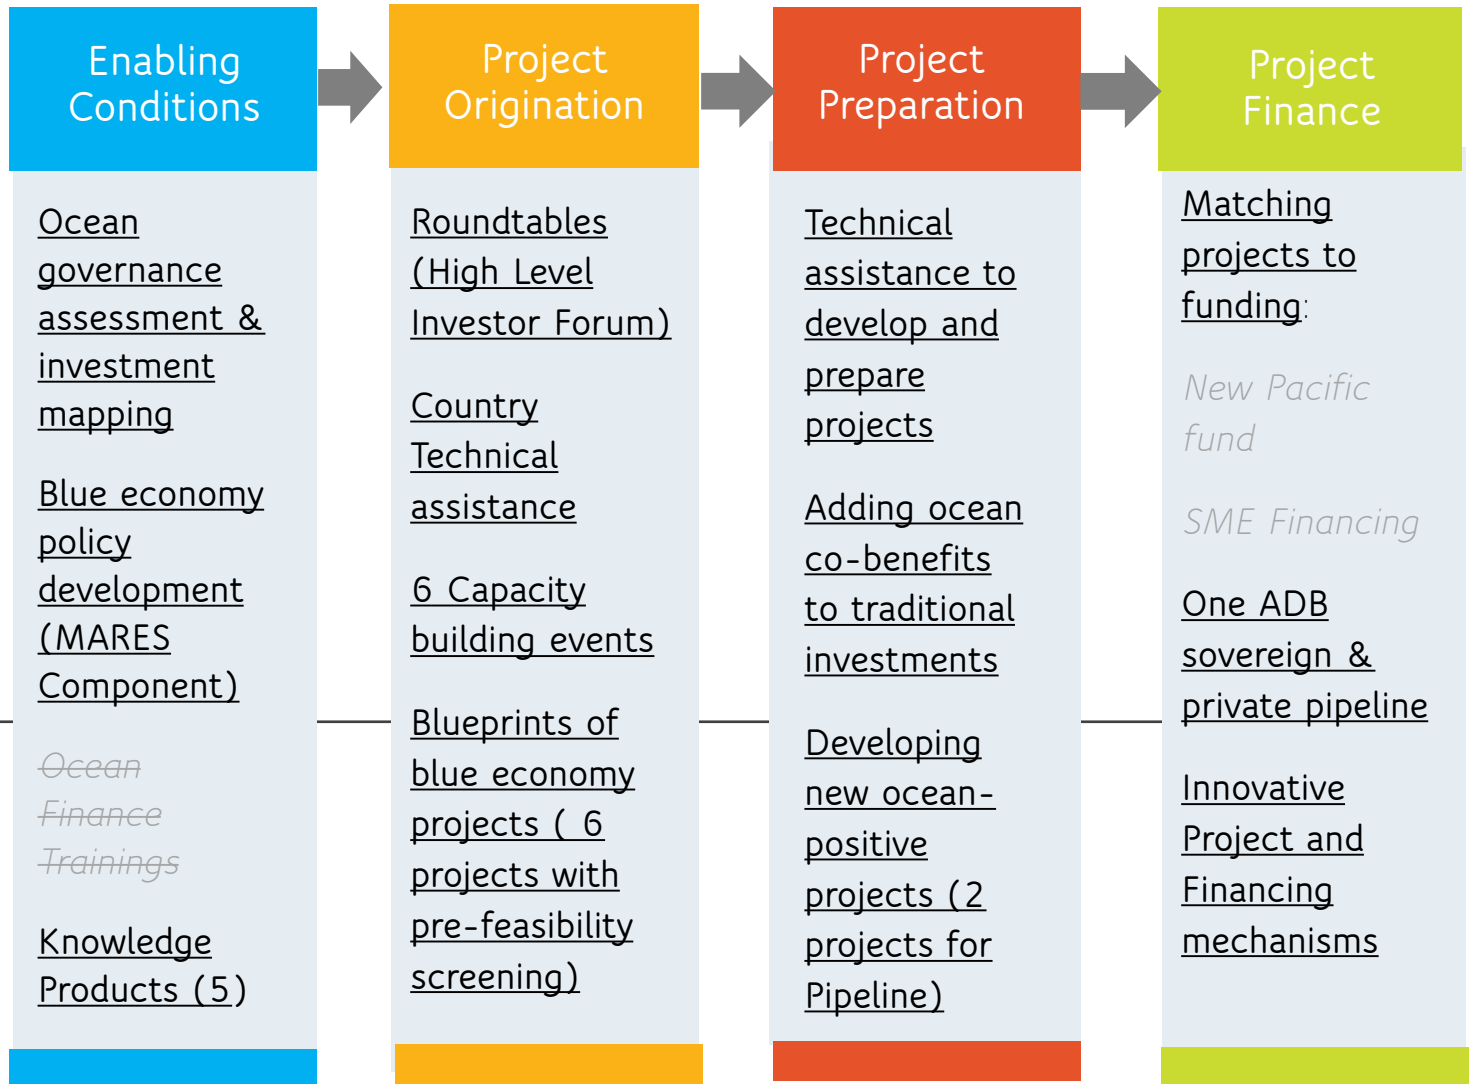 Enabling
Conditions
Ocean
governance
assessment &
investment
mapping
Blue economy
policy
development
(MARES
Component)
Ocean
Finance
Trainings
Knowledge
Products (5)
Project
Origination
Roundtables
(High Level
Investor Forum)
Country
Technical
assistance
6 Capacity
building events
Blueprints of
blue economy
projects ( 6
projects with
pre-feasibility
screening)
Project
Preparation
Technical
assistance to
develop and
prepare
projects
Adding ocean
co-benefits
to traditional
investments
Developing
new ocean-
positive
projects (2
projects for
Pipeline)
Project
Finance
Matching
projects to
funding:
New Pacific
fund
SME Financing
One ADB
sovereign &
private pipeline
Innovative
Project and
Financing
mechanisms